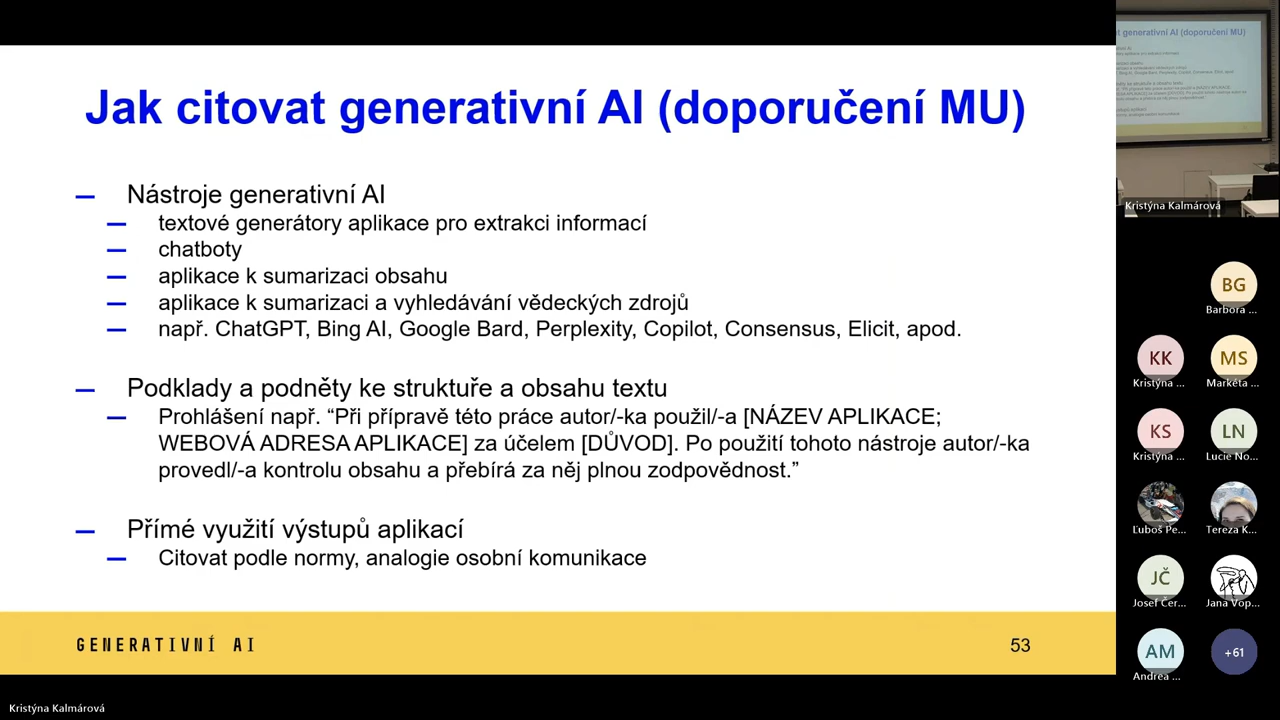 Jak citovat generativní AI (doporučení MU)
Nástroje generativní AI
textové generátory aplikace pro extrakci informací
chatboty
aplikace k sumarizaci obsahu
aplikace k sumarizaci a vyhledávání vědeckých zdrojů
např. ChatGPT, Bing AI, Google Bard, Perplexity, Copilot, Consensus, Elicit, apod.
Podklady a podněty ke struktuře a obsahu textu
Prohlášení např. “Při přípravě této práce autor/-ka použil/-a [NÁZEV APLIKACE;
WEBOVÁ ADRESA APLIKACE] za účelem [DŮVOD]. Po použití tohoto nástroje autor/-ka
provedl/-a kontrolu obsahu a přebírá za něj plnou zodpovědnost.”
Přímé využití výstupů aplikací
Citovat podle normy, analogie osobní komunikace
GENERATIVNÍ AI
53
Kristýna Kalmárová
generativní AI (doporučení MU)
Kristýna Kalmárová
BG
Barbora ...
KK
Kristýna ...
MS
Markéta ...
KS
Kristýna ...
LN
Lucie No...
Ľuboš Pe...
Tereza K...
JČ
Josef Čer...
Jana Vop...
AM
Andrea ...
+61